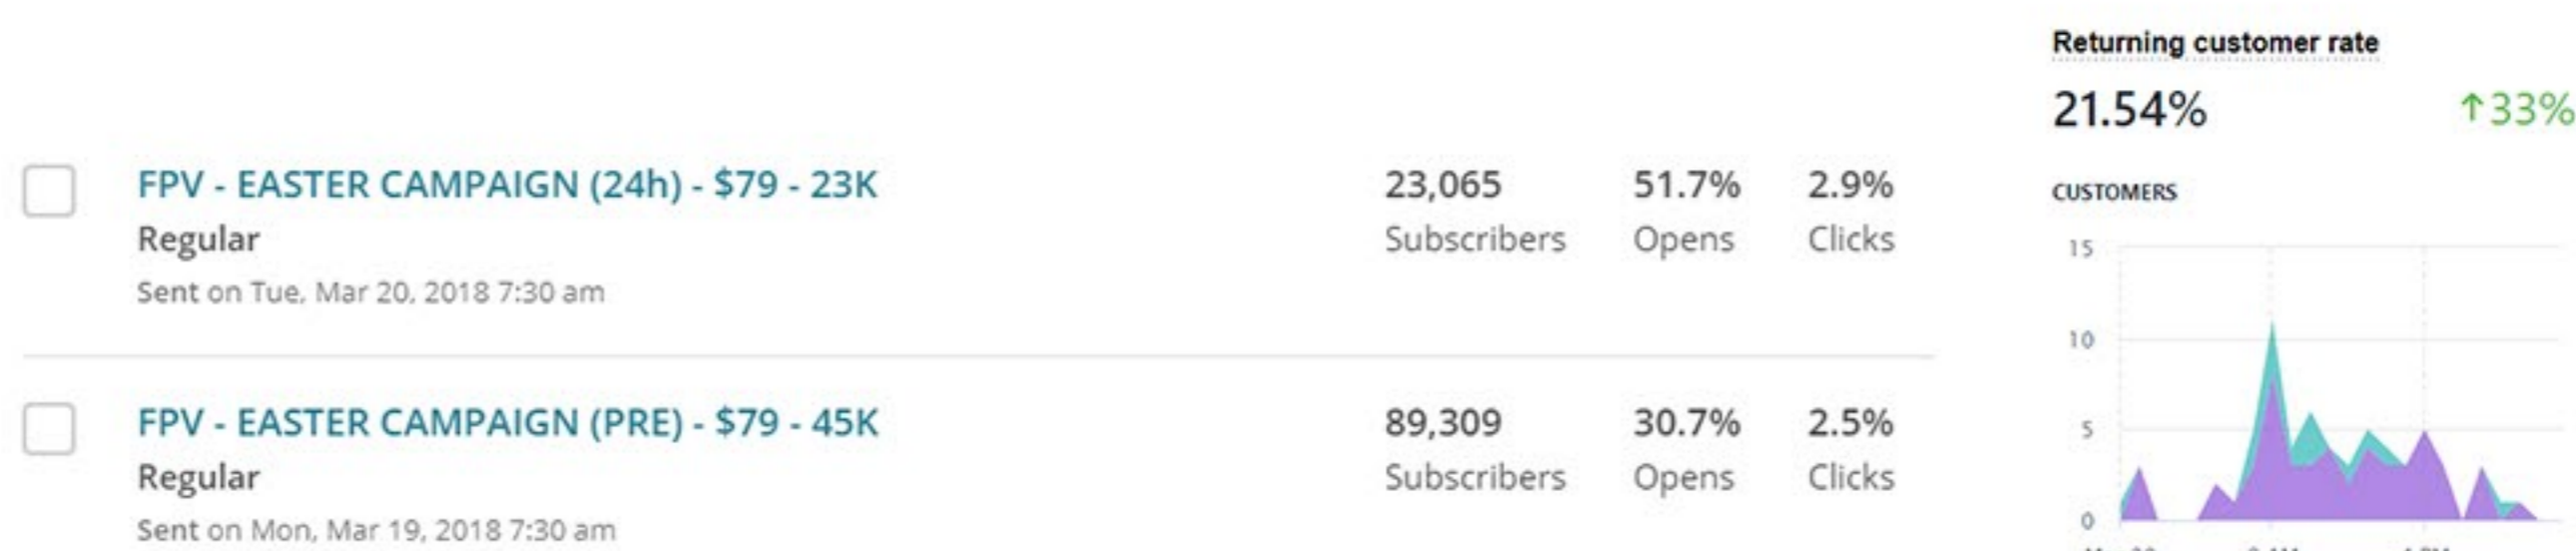 Returning customer rate
21.54% ↑33%
FPV - EASTER CAMPAIGN (24h) - $79 - 23K
Regular
Sent on Tue, Mar 20, 2018 7:30 am
23,065 51.7% 2.9%
Subscribers Opens Clicks
FPV - EASTER CAMPAIGN (PRE) - $79 - 45K
Regular
Sent on Mon, Mar 19, 2018 7:30 am
89,309 30.7% 2.5%
Subscribers Opens Clicks
CUSTOMERS
15
10
5
0